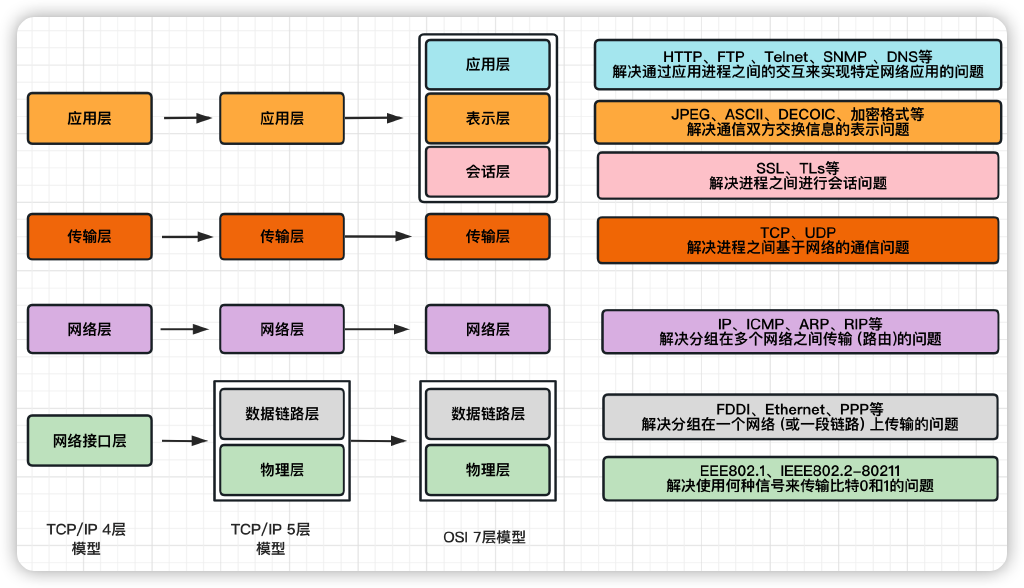 应用层
HTTP、FTP 、Telnet、SNMP 、DNS等
解决通过应用进程之间的交互来实现特定网络应用的问题
应用层
应用层
表示层
JPEG、ASCII、DECOIC、加密格式等
解决通信双方交换信息的表示问题
会话层
SSL、TLs等
解决进程之间进行会话问题
传输层
传输层
传输层
TCP、UDP
解决进程之间基于网络的通信问题
网络层
网络层
网络层
IP、ICMP、ARP、RIP等
解决分组在多个网络之间传输 (路由)的问题
网络接口层
数据链路层
数据链路层
FDDI、Ethernet、PPP等
解决分组在一个网络 (或一段链路) 上传输的问题
物理层
物理层
EEE802.1、IEEE802.2-80211
解决使用何种信号来传输比特0和1的问题
TCP/IP 4层
模型
TCP/IP 5层
模型
OSI 7层模型